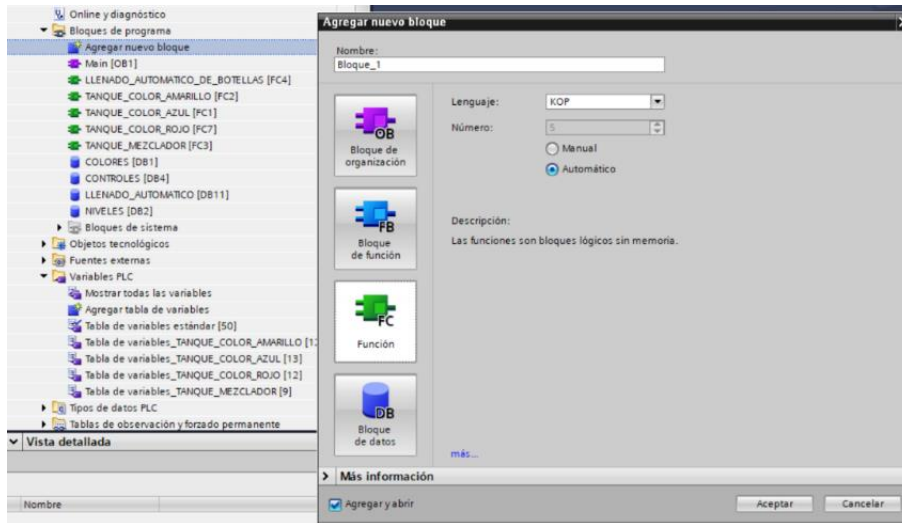 Online y diagnóstico
Bloques de programa
Agregar nuevo bloque
Main [OB1]
LLENADO_AUTOMATICO_DE_BOTELLAS [FC4]
TANQUE_COLOR_AMARILLO [FC2]
TANQUE_COLOR_AZUL [FC1]
TANQUE_COLOR_ROJO [FC7]
TANQUE_MEZCLADOR [FC3]
COLORES [DB1]
CONTROLES [DB4]
LLENADO_AUTOMATICO [DB11]
NIVELES [DB2]
Bloques de sistema
Objetos tecnológicos
Fuentes externas
Variables PLC
Mostrar todas las variables
Agregar tabla de variables
Tabla de variables estándar [50]
Tabla de variables_TANQUE_COLOR_AMARILLO [1
Tabla de variables_TANQUE_COLOR_AZUL [13]
Tabla de variables_TANQUE_COLOR_ROJO [12]
Tabla de variables_TANQUE_MEZCLADOR [9]
Tipos de datos PLC
Tablas de observación y forzado permanente
Vista detallada
Nombre
Agregar nuevo bloque
Nombre:
Bloque_1
OB
Bloque de
organización
FB
Bloque
de función
FC
Función
DB
Bloque
de datos
Lenguaje: KOP
Número: 5
Manual
Automático
Descripción:
Las funciones son bloques lógicos sin memoria.
más...
Más información
Agregar y abrir
Aceptar
Cancelar